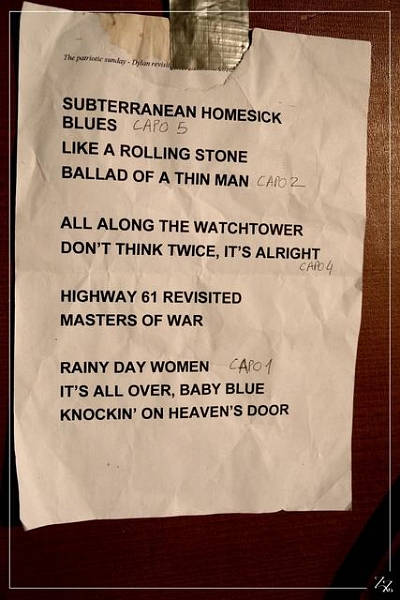 The patriotic sunday - Dylan revisi
SUBTERRANEAN HOMESICK
BLUES CAPO 5
LIKE A ROLLING STONE
BALLAD OF A THIN MAN CAPO 2
ALL ALONG THE WATCHTOWER
DON'T THINK TWICE, IT'S ALRIGHT
CAPO 4
HIGHWAY 61 REVISITED
MASTERS OF WAR
RAINY DAY WOMEN CAPO 1
IT'S ALL OVER, BABY BLUE
KNOCKIN' ON HEAVEN'S DOOR